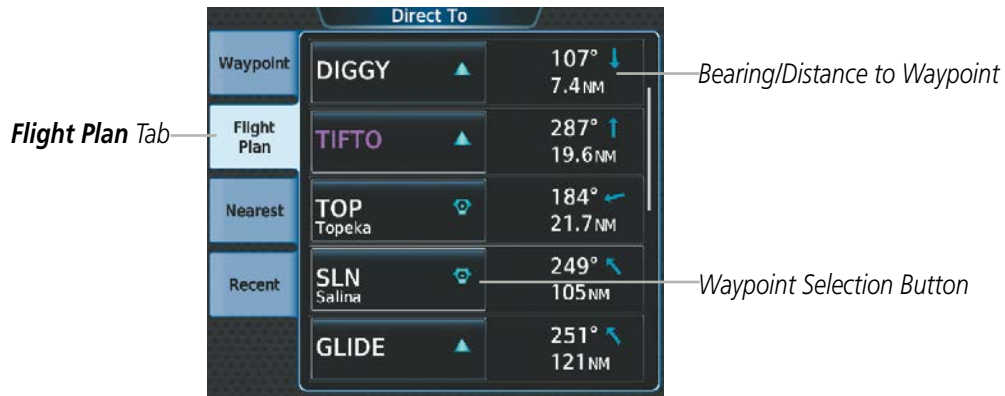 Direct To
Waypoint
DIGGY
107°
7.4NM
Bearing/Distance to Waypoint
Flight Plan Tab
Flight
Plan
TIFTO
287°
19.6NM
Nearest
TOP
Topeka
184°
21.7NM
Recent
SLN
Salina
249°
105NM
Waypoint Selection Button
GLIDE
251°
121NM